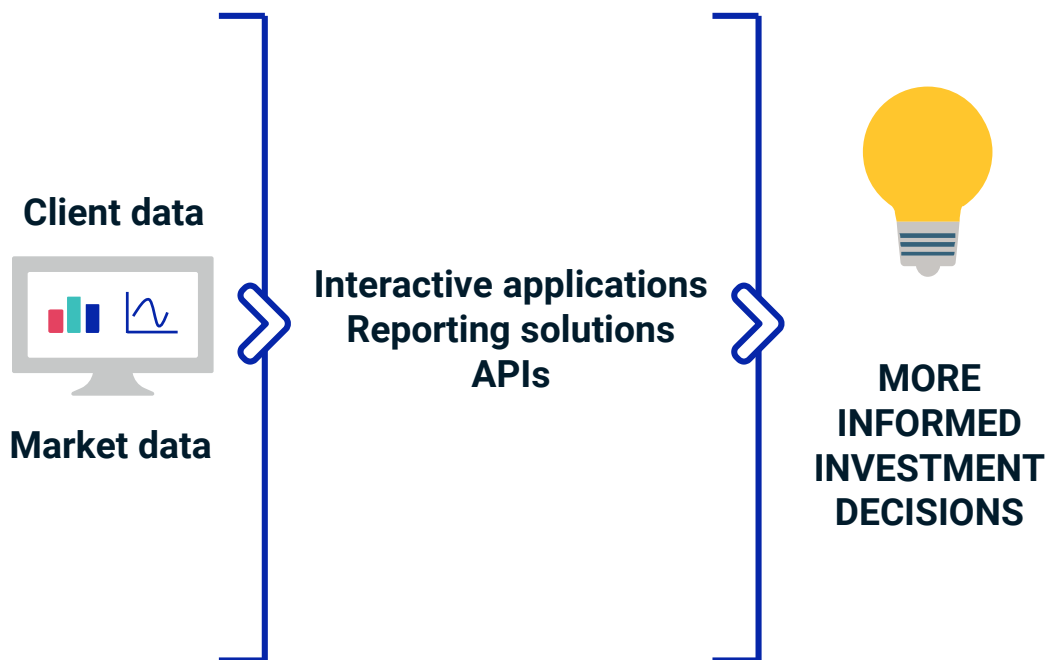 Client data
Market data
Interactive applications
Reporting solutions
APIs
MORE
INFORMED
INVESTMENT
DECISIONS